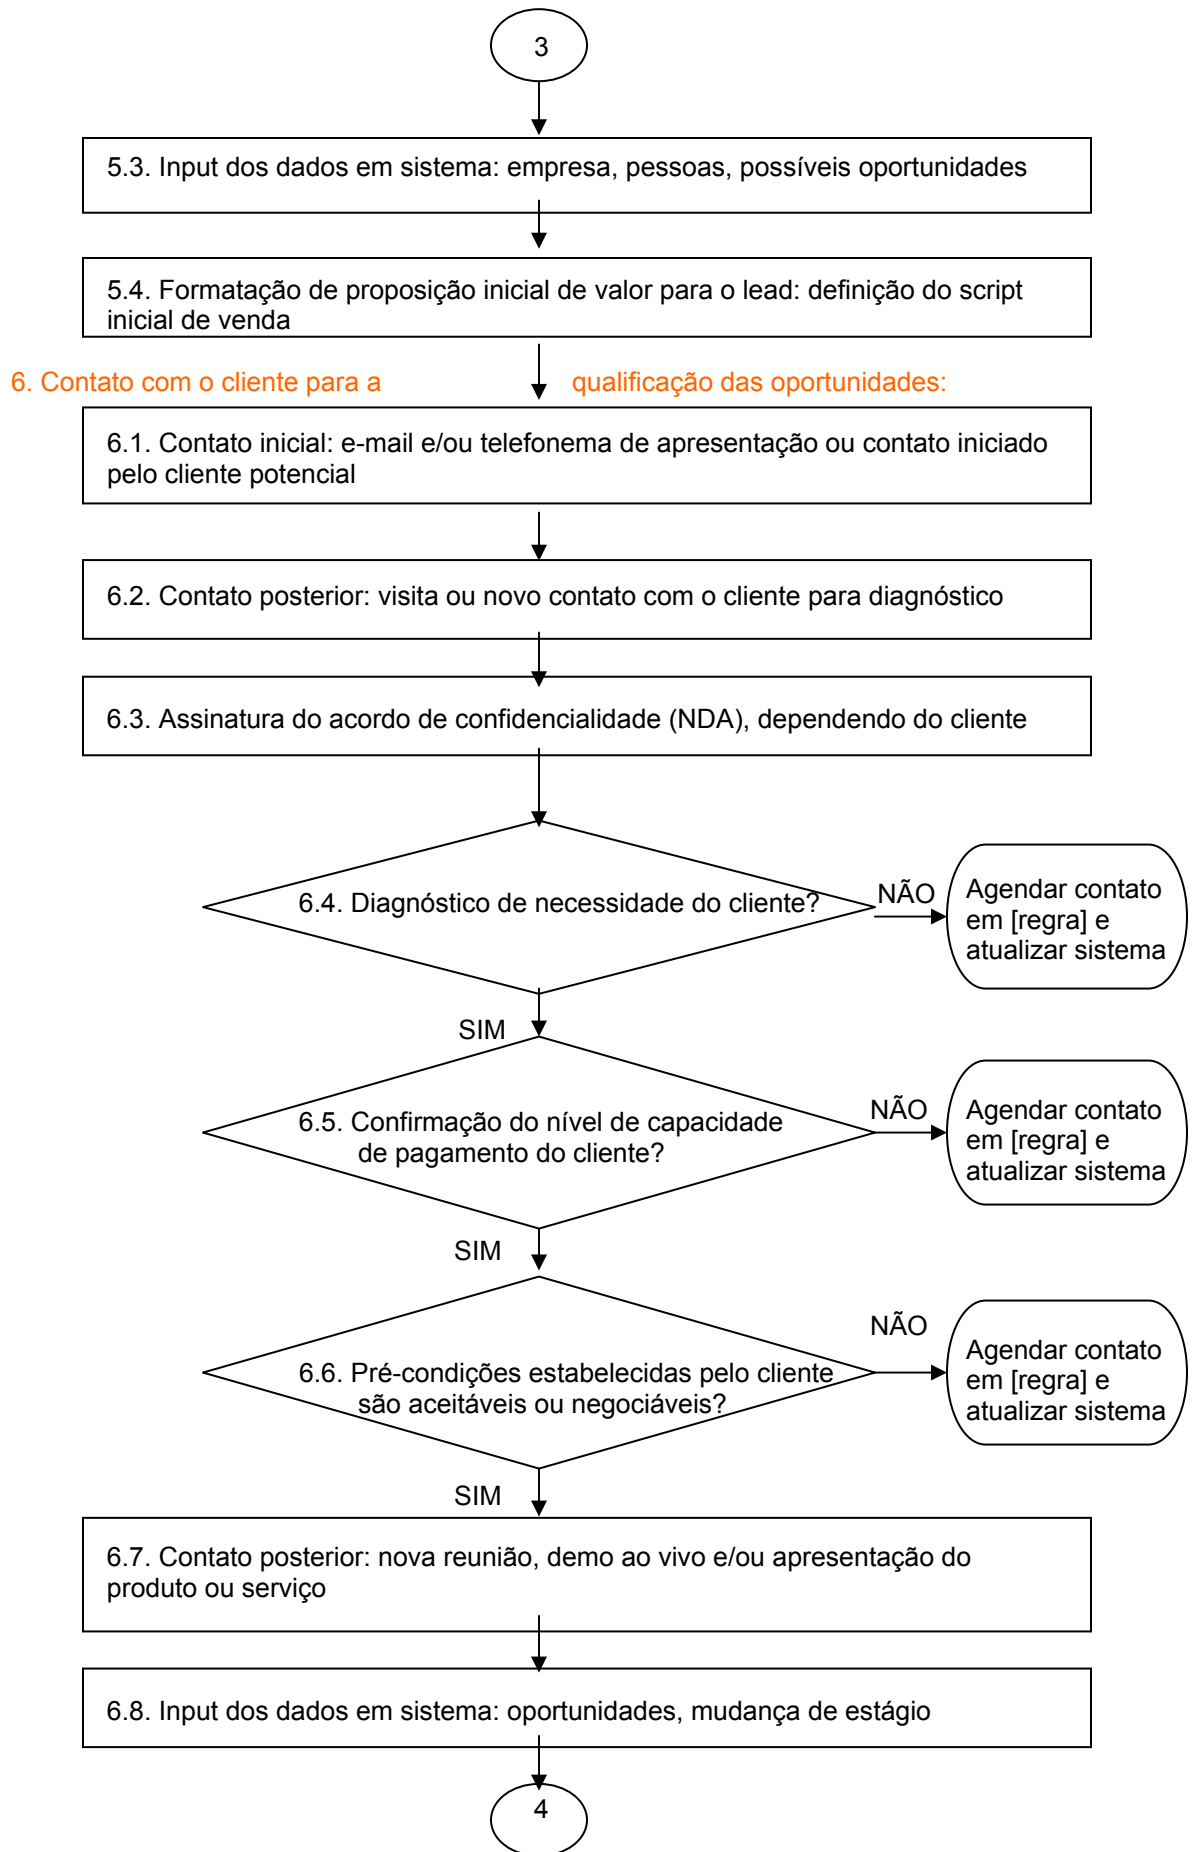 3
5.3. Input dos dados em sistema: empresa, pessoas, possíveis oportunidades
5.4. Formatação de proposição inicial de valor para o lead: definição do script
inicial de venda
6. Contato com o cliente para a qualificação das oportunidades:
6.1. Contato inicial: e-mail e/ou telefonema de apresentação ou contato iniciado
pelo cliente potencial
6.2. Contato posterior: visita ou novo contato com o cliente para diagnóstico
6.3. Assinatura do acordo de confidencialidade (NDA), dependendo do cliente
6.4. Diagnóstico de necessidade do cliente?
NÃO
Agendar contato
em [regra] e
atualizar sistema
SIM
6.5. Confirmação do nível de capacidade
de pagamento do cliente?
NÃO
Agendar contato
em [regra] e
atualizar sistema
SIM
6.6. Pré-condições estabelecidas pelo cliente
são aceitáveis ou negociáveis?
NÃO
Agendar contato
em [regra] e
atualizar sistema
SIM
6.7. Contato posterior: nova reunião, demo ao vivo e/ou apresentação do
produto ou serviço
6.8. Input dos dados em sistema: oportunidades, mudança de estágio
4